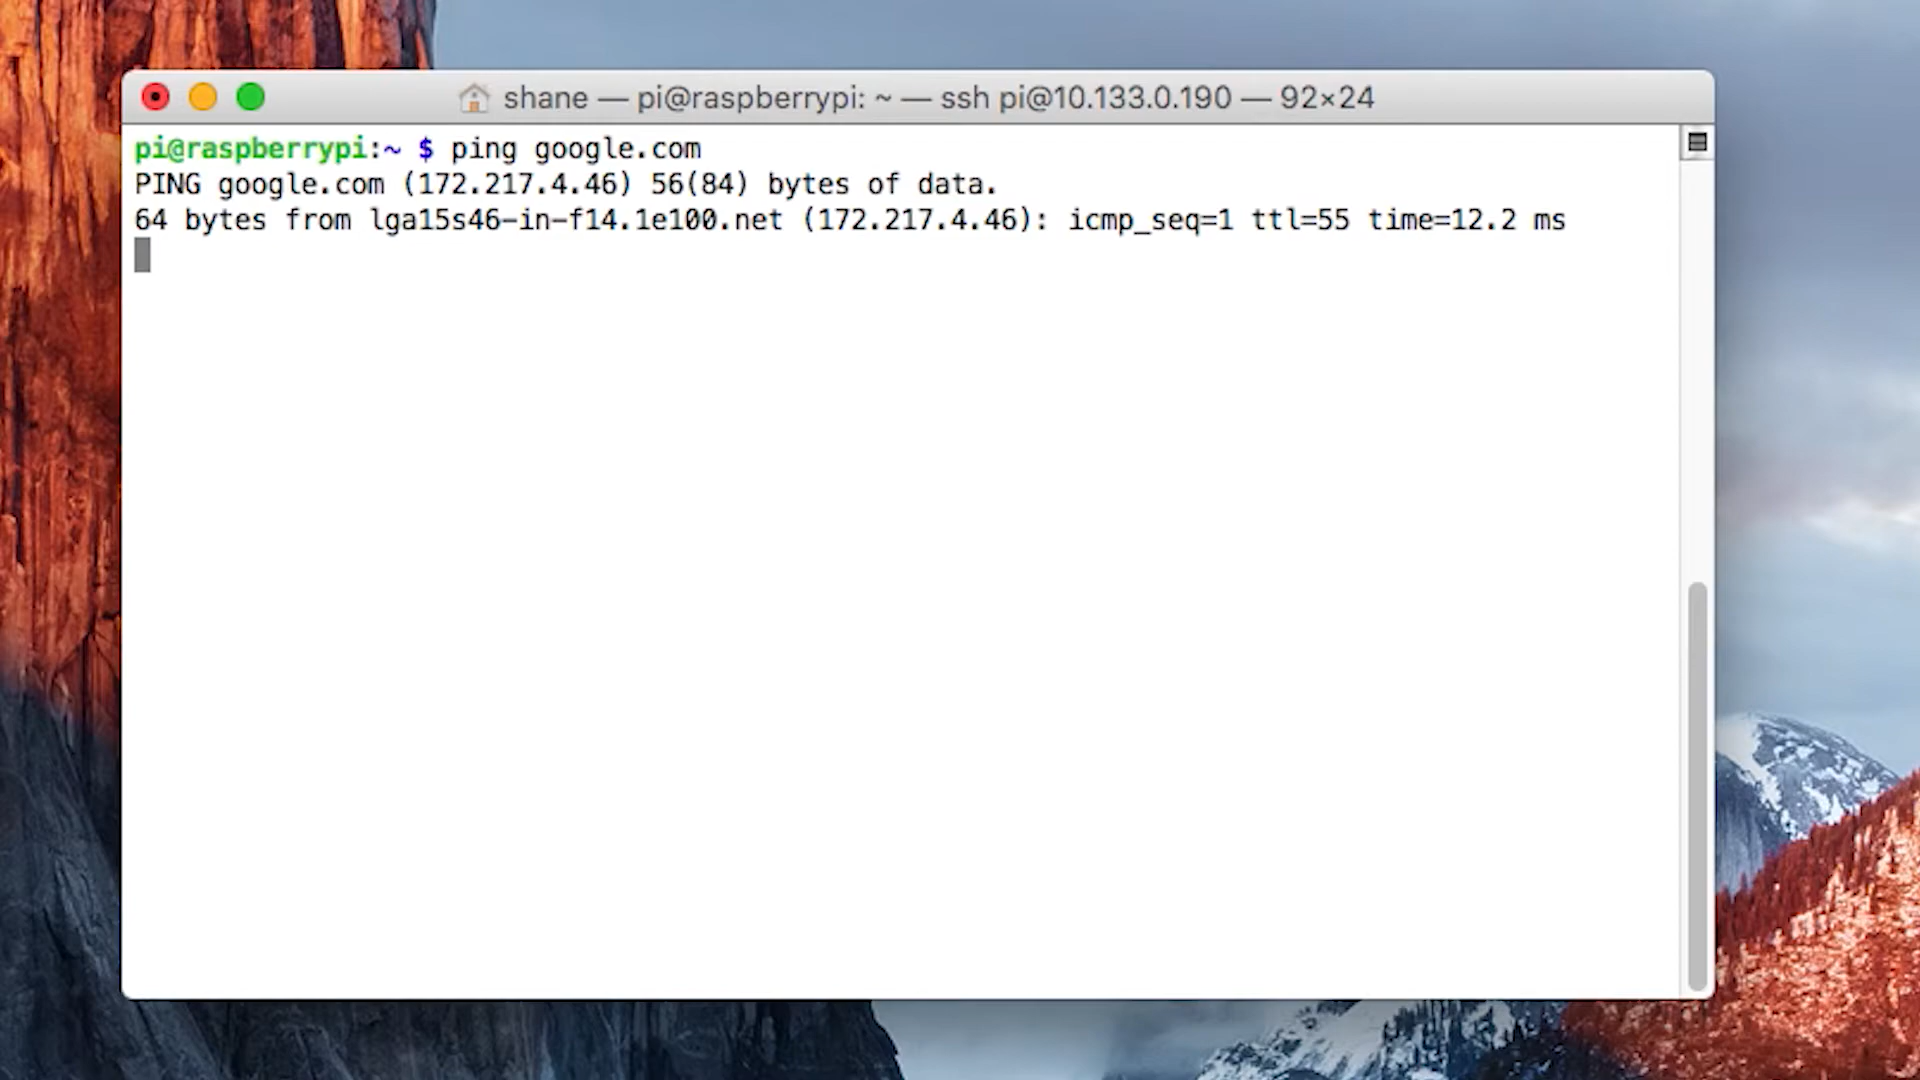 shane — pi@raspberrypi: ~ — ssh pi@10.133.0.190 — 92×24
pi@raspberrypi:~ $ ping google.com
PING google.com (172.217.4.46) 56(84) bytes of data.
64 bytes from lga15s46-in-f14.1e100.net (172.217.4.46): icmp_seq=1 ttl=55 time=12.2 ms